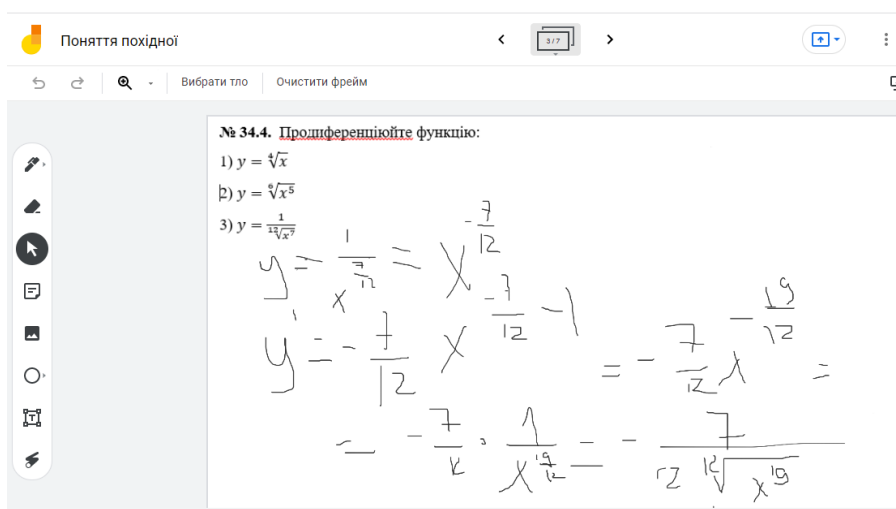 Поняття похідної
3/7
Вибрати тло
Очистити фрейм
№ 34.4. Продиференціюйте функцію:
1) y = ⁴√x
2) y = ⁶√x⁵
3) y = 1/¹²√x⁷
y = 1/x^(7/12) = x^(-7/12)
y' = -7/12 x^(-7/12 - 1) = -7/12 x^(-19/12) =
= -7/12 · 1/x^(19/12) = -7/(12 ¹²√x¹⁹)